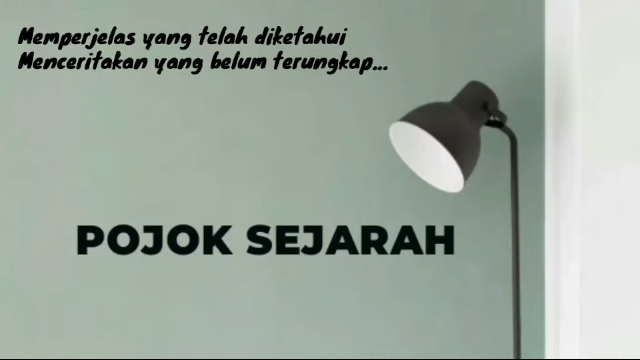 Memperjelas yang telah diketahui
Menceritakan yang belum terungkap...
POJOK SEJARAH